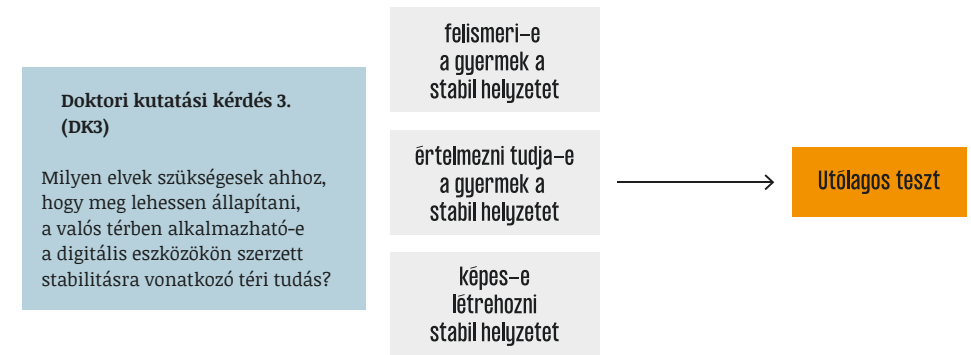 Doktori kutatási kérdés 3.
(DK3)
Milyen elvek szükségesek ahhoz,
hogy meg lehessen állapítani,
a valós térben alkalmazható-e
a digitális eszközökön szerzett
stabilitásra vonatkozó téri tudás?
felismeri–e
a gyermek a
stabil helyzetet
értelmezni tudja–e
a gyermek a
stabil helyzetet
képes–e
létrehozni
stabil helyzetet
Utólagos teszt